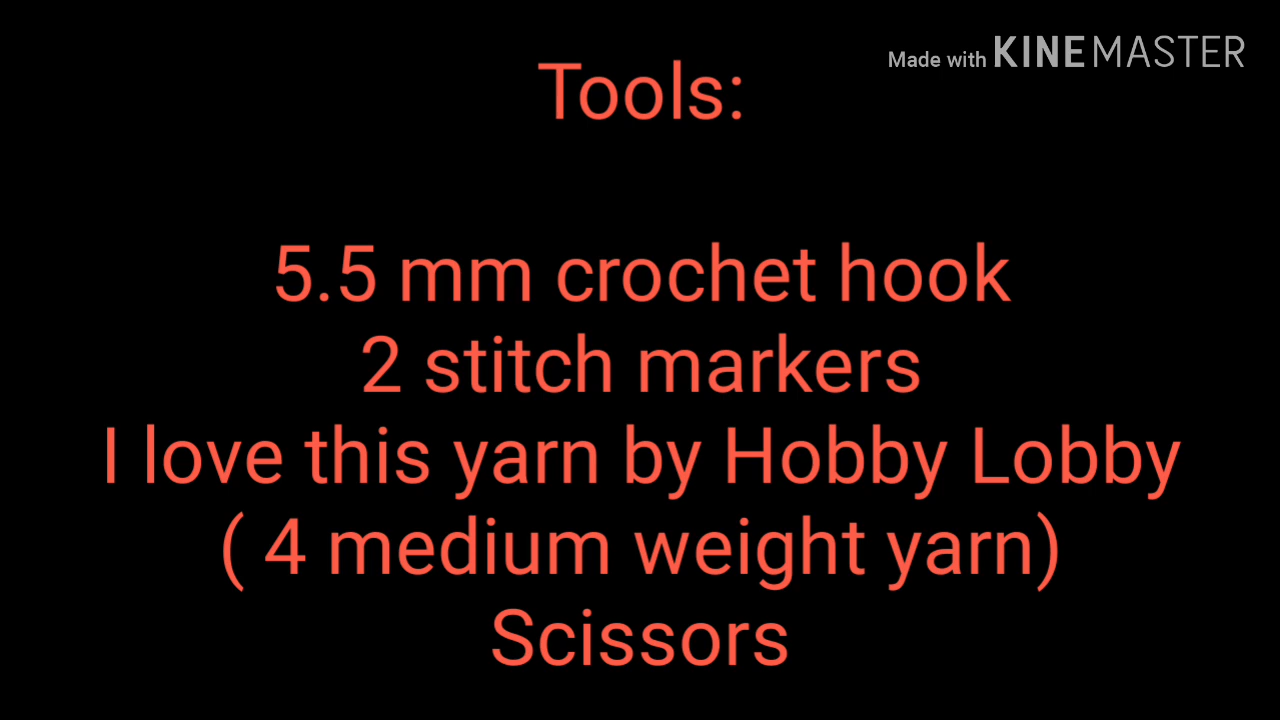 Made with KINEMASTER
Tools:
5.5 mm crochet hook
2 stitch markers
I love this yarn by Hobby Lobby
( 4 medium weight yarn)
Scissors